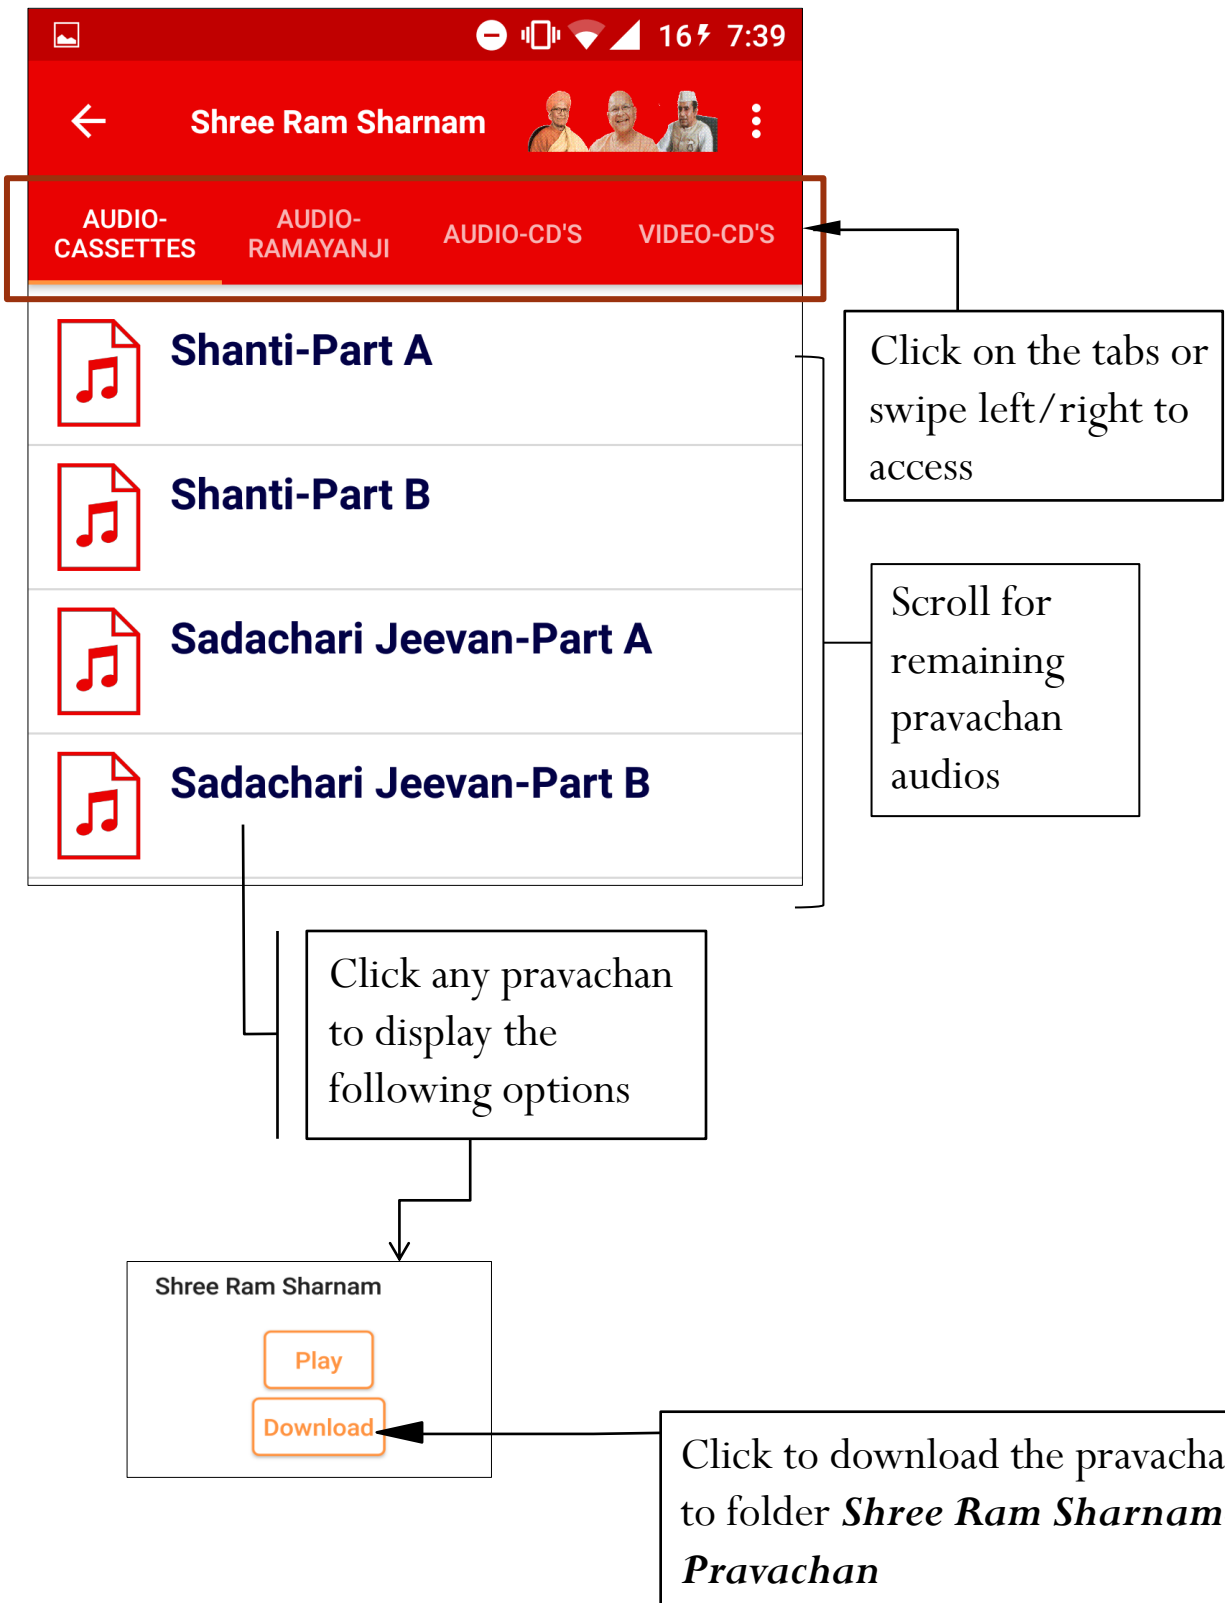 16 7:39
Shree Ram Sharnam
AUDIO-
CASSETTES
AUDIO-
RAMAYANJI
AUDIO-CD'S
VIDEO-CD'S
Shanti-Part A
Shanti-Part B
Sadachari Jeevan-Part A
Sadachari Jeevan-Part B
Click on the tabs or
swipe left/right to
access
Scroll for
remaining
pravachan
audios
Click any pravachan
to display the
following options
Shree Ram Sharnam
Play
Download
Click to download the pravacha
to folder Shree Ram Sharnam
Pravachan